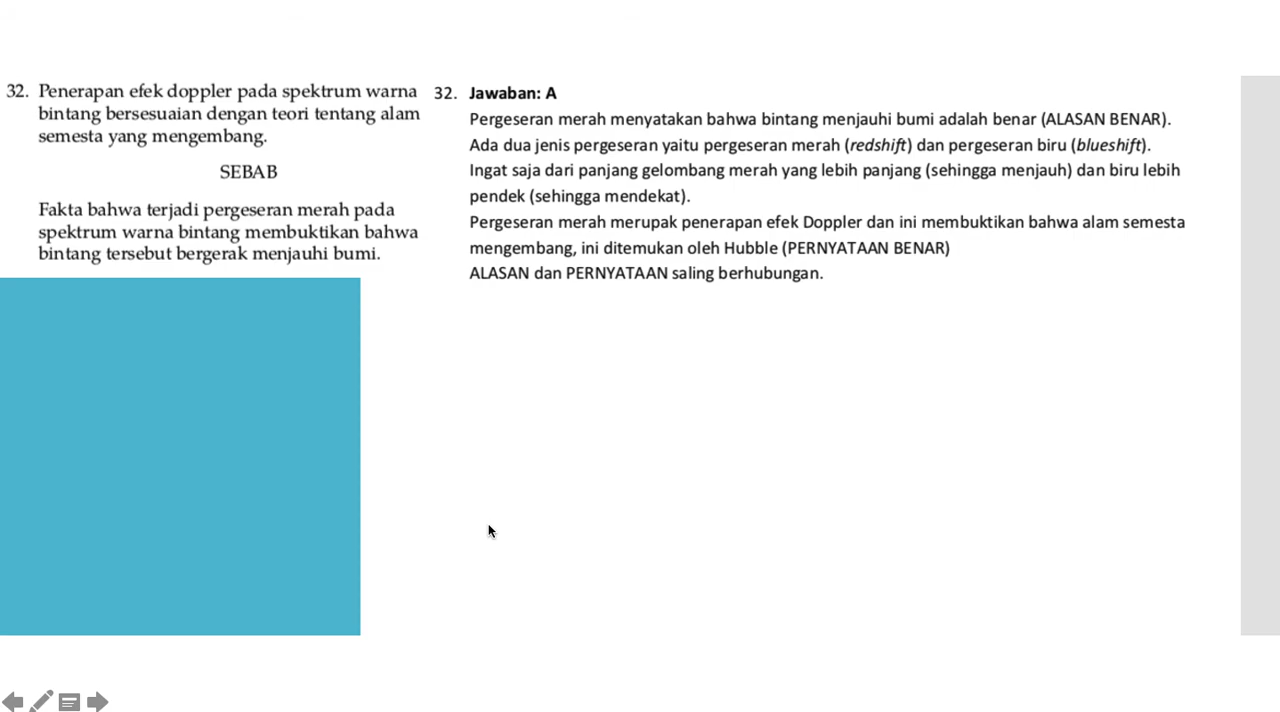 32. Penerapan efek doppler pada spektrum warna
bintang bersesuaian dengan teori tentang alam
semesta yang mengembang.
SEBAB
Fakta bahwa terjadi pergeseran merah pada
spektrum warna bintang membuktikan bahwa
bintang tersebut bergerak menjauhi bumi.
32. Jawaban: A
Pergeseran merah menyatakan bahwa bintang menjauhi bumi adalah benar (ALASAN BENAR).
Ada dua jenis pergeseran yaitu pergeseran merah (redshift) dan pergeseran biru (blueshift).
Ingat saja dari panjang gelombang merah yang lebih panjang (sehingga menjauh) dan biru lebih
pendek (sehingga mendekat).
Pergeseran merah merupak penerapan efek Doppler dan ini membuktikan bahwa alam semesta
mengembang, ini ditemukan oleh Hubble (PERNYATAAN BENAR)
ALASAN dan PERNYATAAN saling berhubungan.